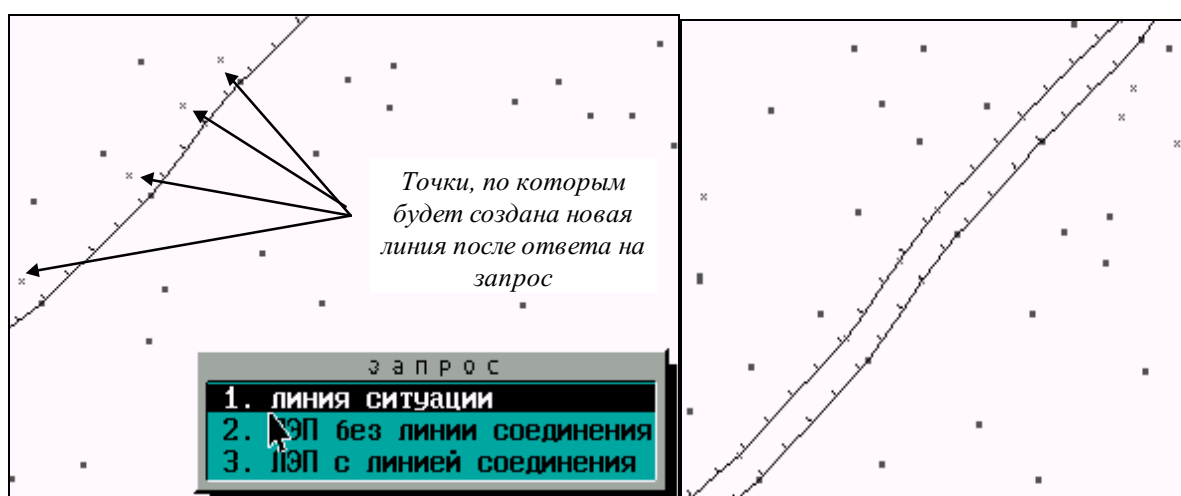 Точки, по которым
будет создана новая
линия после ответа на
запрос
запрос
1. линия ситуации
2. ЛЭП без линии соединения
3. ЛЭП с линией соединения